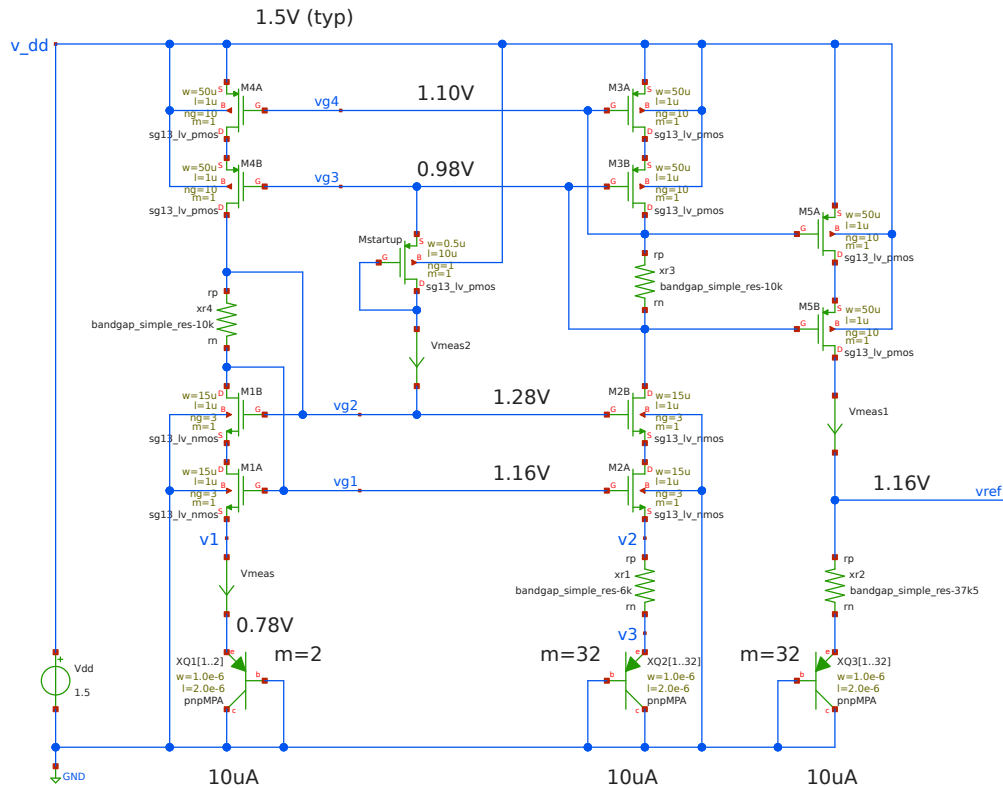 1.5V (typ)
v_dd
S
M4A
w=50u
l=1u
B
G
ng=10
m=1
D
sg13_lv_pmos
vg4
1.10V
S
M3A
w=50u
l=1u
G
B
ng=10
m=1
D
sg13_lv_pmos
S
M4B
w=50u
l=1u
B
G
ng=10
m=1
D
sg13_lv_pmos
vg3
0.98V
S
M3B
w=50u
l=1u
G
B
ng=10
m=1
D
sg13_lv_pmos
Mstartup
S
w=0.5u
l=10u
G
B
ng=1
m=1
D
sg13_lv_pmos
M5A
S
w=50u
l=1u
G
B
ng=10
m=1
D
sg13_lv_pmos
rp
xr4
bandgap_simple_res-10k
rn
rp
xr3
bandgap_simple_res-10k
rn
M5B
S
w=50u
l=1u
G
B
ng=10
m=1
D
sg13_lv_pmos
Vmeas2
Vmeas1
D
M1B
w=15u
l=1u
B
G
ng=3
m=1
S
sg13_lv_nmos
vg2
1.28V
D
M2B
w=15u
l=1u
G
B
ng=3
m=1
S
sg13_lv_nmos
D
M1A
w=15u
l=1u
B
G
ng=3
m=1
S
sg13_lv_nmos
vg1
1.16V
D
M2A
w=15u
l=1u
G
B
ng=3
m=1
S
sg13_lv_nmos
1.16V
vref
v1
v2
Vmeas
rp
xr1
bandgap_simple_res-6k
rn
rp
xr2
bandgap_simple_res-37k5
rn
0.78V
v3
m=2
m=32
m=32
XQ1[1..2]
w=1.0e-6
l=2.0e-6
pnpMPA
e
b
c
XQ2[1..32]
w=1.0e-6
l=2.0e-6
pnpMPA
e
b
c
XQ3[1..32]
w=1.0e-6
l=2.0e-6
pnpMPA
e
b
c
+
Vdd
1.5
GND
10uA
10uA
10uA